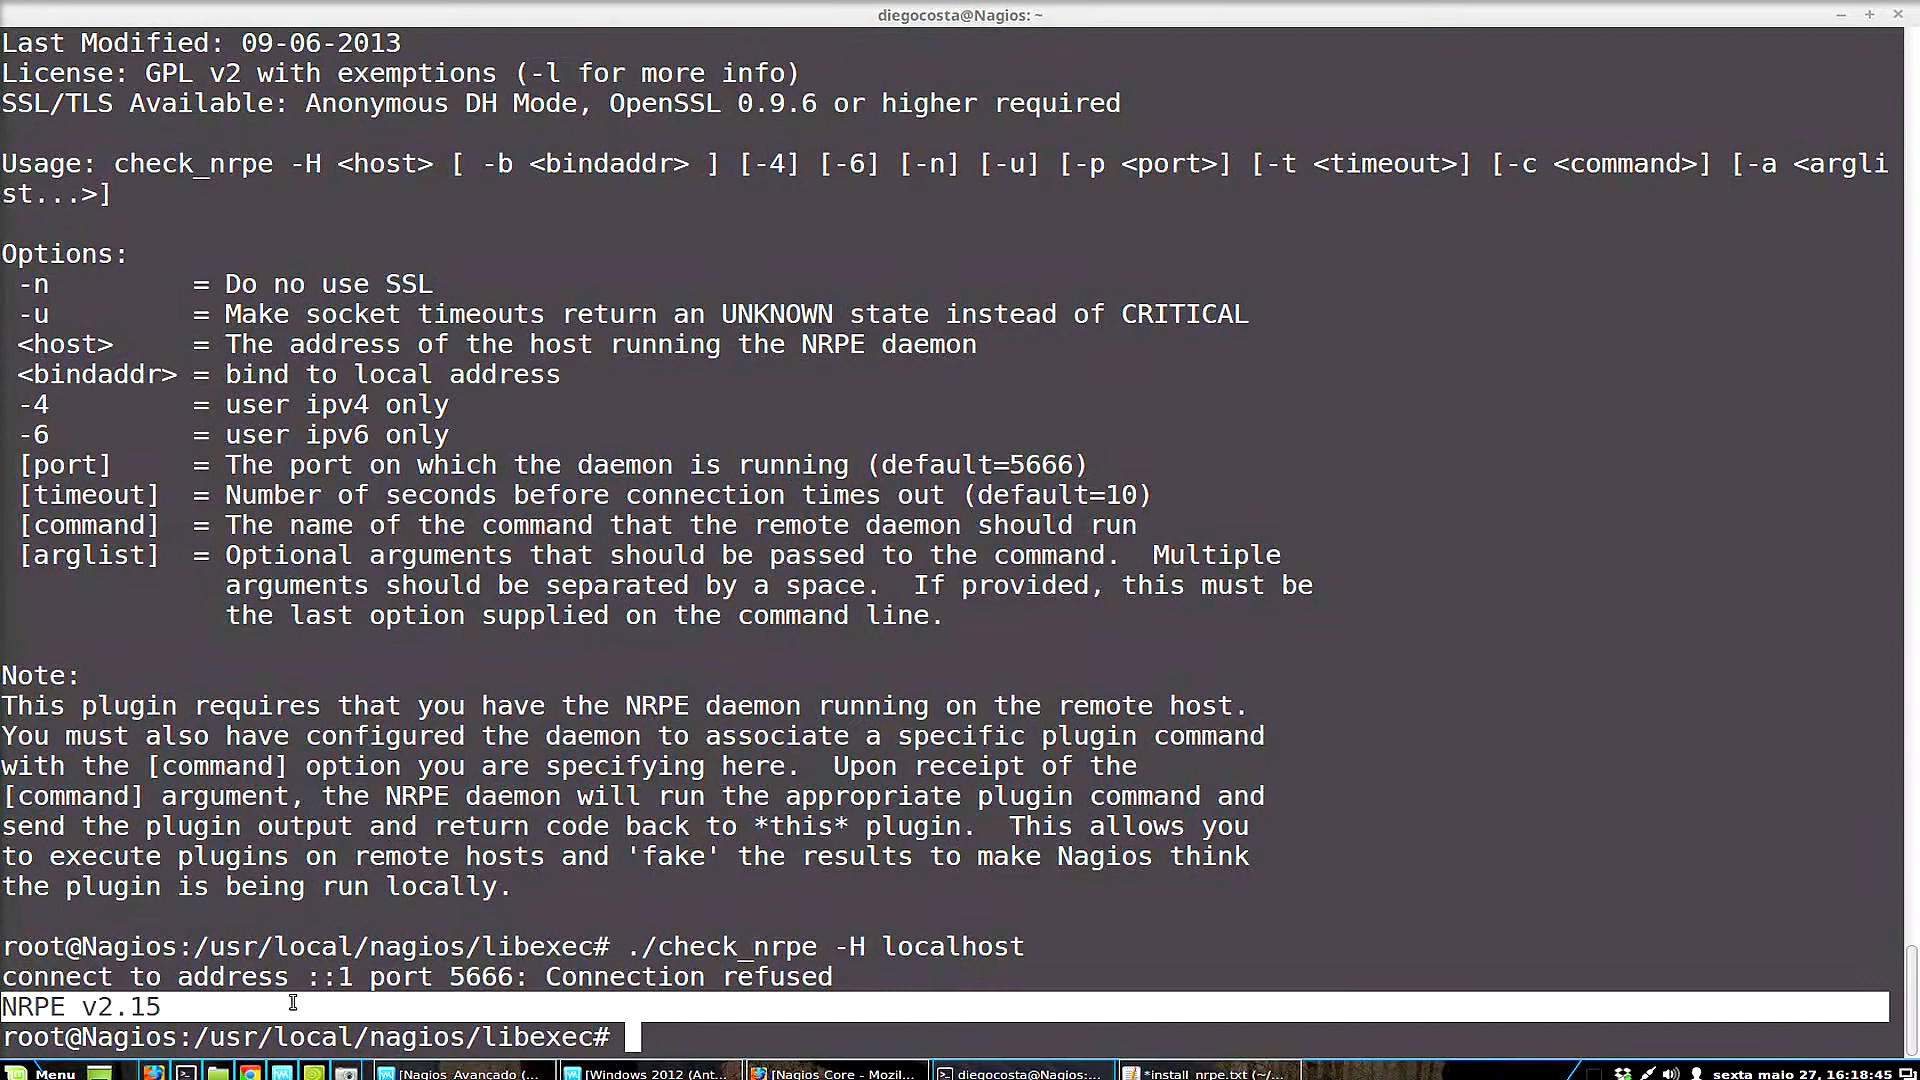 diegocosta@Nagios: ~
Last Modified: 09-06-2013
License: GPL v2 with exemptions (-l for more info)
SSL/TLS Available: Anonymous DH Mode, OpenSSL 0.9.6 or higher required
Usage: check_nrpe -H <host> [ -b <bindaddr> ] [-4] [-6] [-n] [-u] [-p <port>] [-t <timeout>] [-c <command>] [-a <argli
st...>]
Options:
-n = Do no use SSL
-u = Make socket timeouts return an UNKNOWN state instead of CRITICAL
<host> = The address of the host running the NRPE daemon
<bindaddr> = bind to local address
-4 = user ipv4 only
-6 = user ipv6 only
[port] = The port on which the daemon is running (default=5666)
[timeout] = Number of seconds before connection times out (default=10)
[command] = The name of the command that the remote daemon should run
[arglist] = Optional arguments that should be passed to the command. Multiple
arguments should be separated by a space. If provided, this must be
the last option supplied on the command line.
Note:
This plugin requires that you have the NRPE daemon running on the remote host.
You must also have configured the daemon to associate a specific plugin command
with the [command] option you are specifying here. Upon receipt of the
[command] argument, the NRPE daemon will run the appropriate plugin command and
send the plugin output and return code back to *this* plugin. This allows you
to execute plugins on remote hosts and 'fake' the results to make Nagios think
the plugin is being run locally.
root@Nagios:/usr/local/nagios/libexec# ./check_nrpe -H localhost
connect to address ::1 port 5666: Connection refused
NRPE v2.15
root@Nagios:/usr/local/nagios/libexec#
Menu [Nagios_Avancado (... [Windows 2012 (Ant... [Nagios Core - Mozil... diegocosta@Nagios:... *install_nrpe.txt (~/... sexta maio 27, 16:18:45